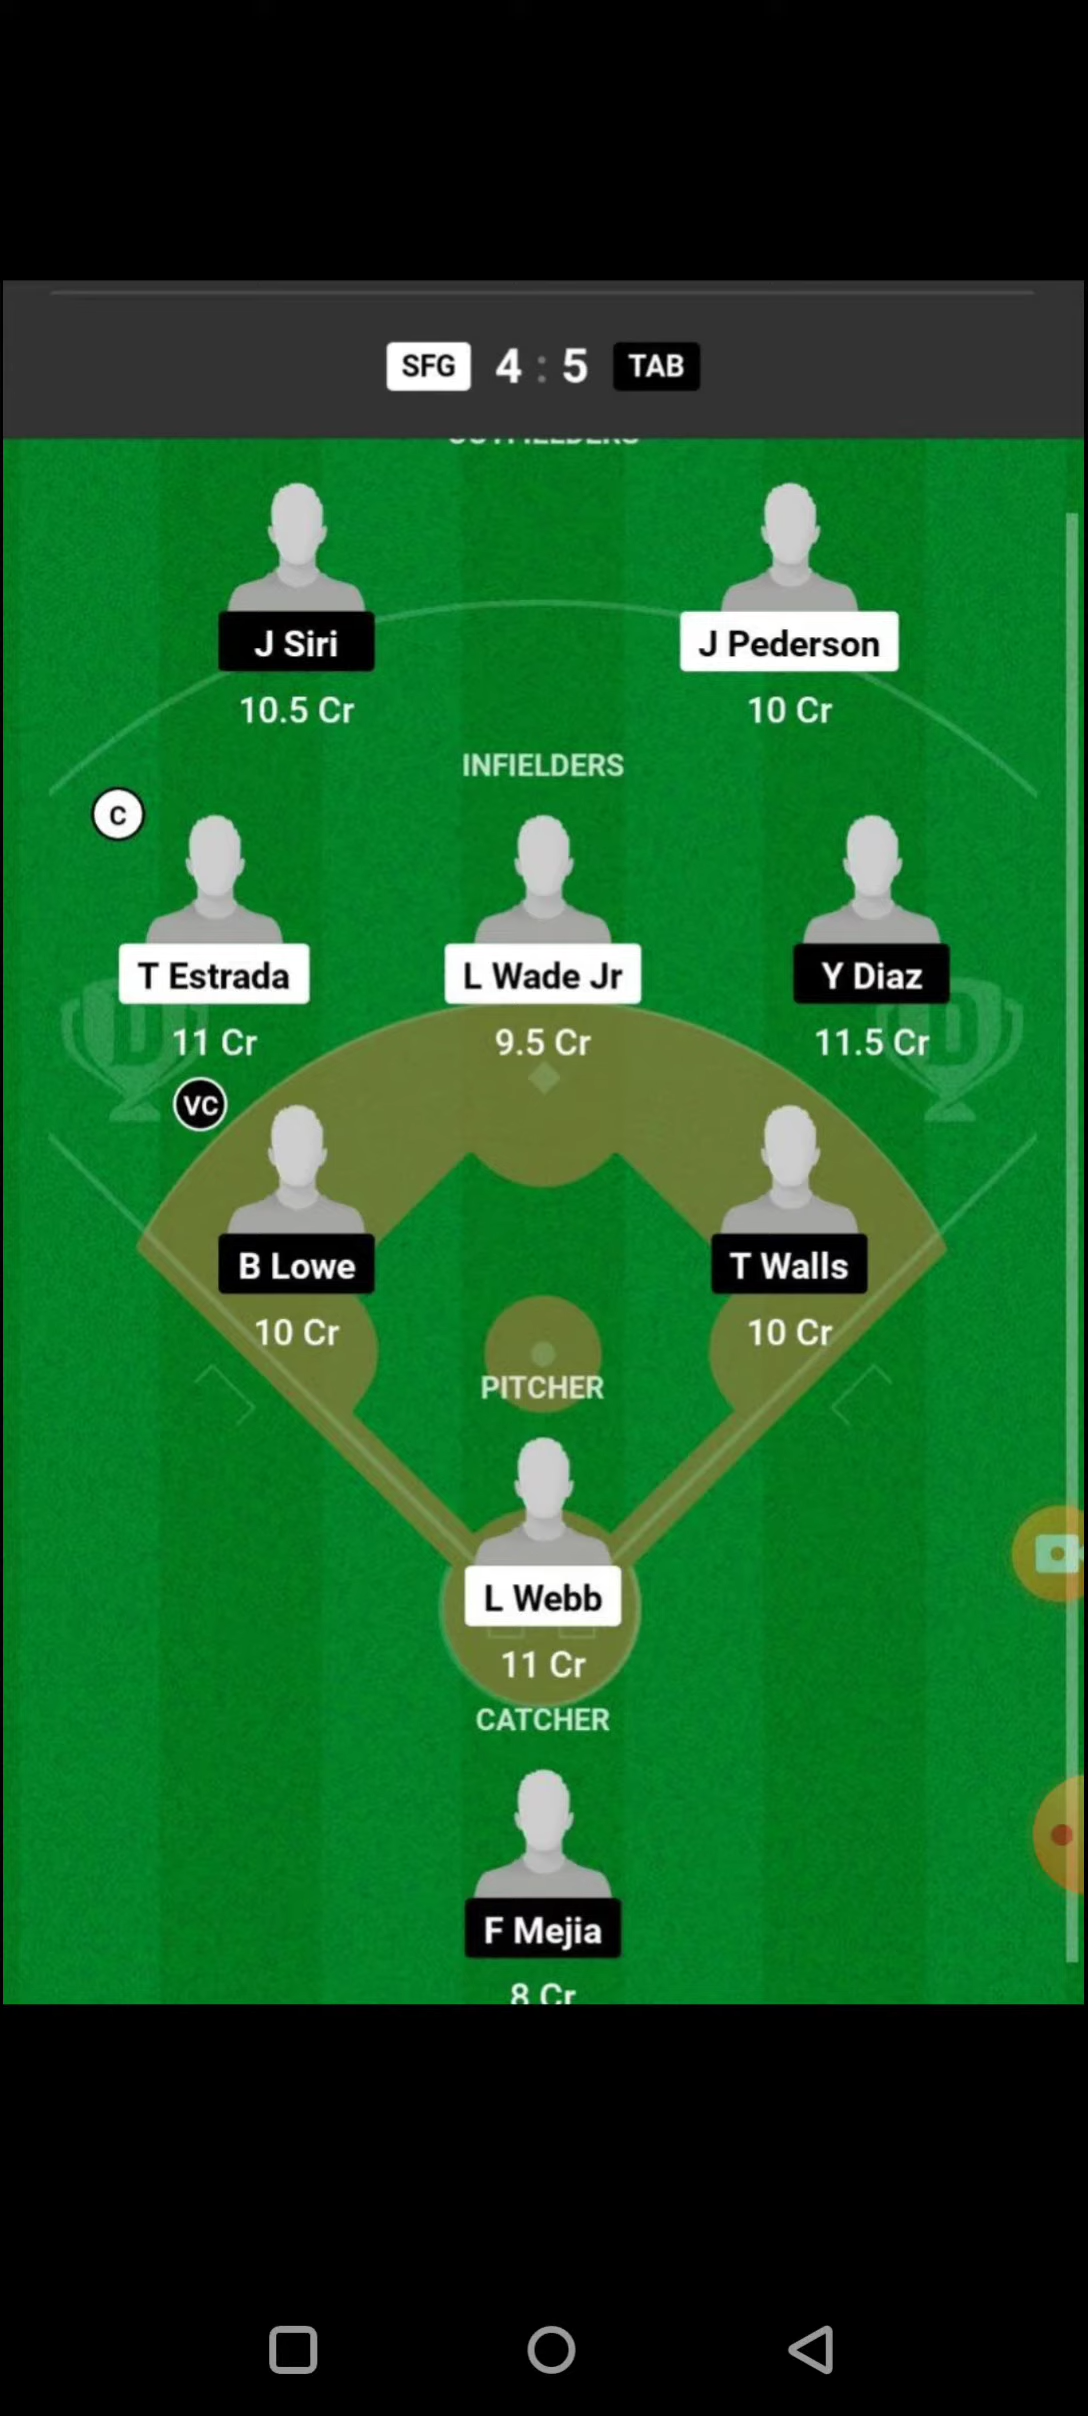 SFG 4 : 5 TAB
OUTFIELDERS
J Siri J Pederson
10.5 Cr 10 Cr
INFIELDERS
C
T Estrada L Wade Jr Y Diaz
11 Cr 9.5 Cr 11.5 Cr
VC
B Lowe T Walls
10 Cr 10 Cr
PITCHER
L Webb
11 Cr
CATCHER
F Mejia
8 Cr